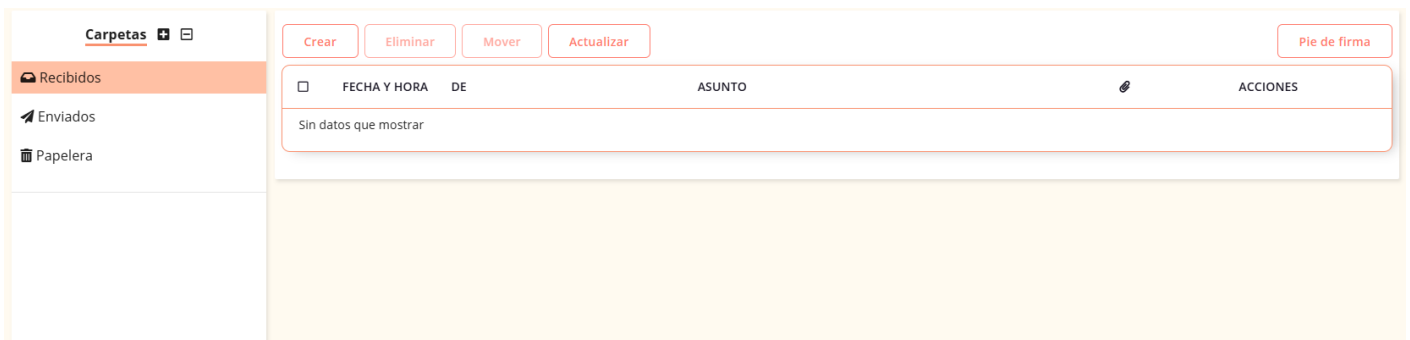 Carpetas
Recibidos
Enviados
Papelera
Crear Eliminar Mover Actualizar Pie de firma
FECHA Y HORA DE ASUNTO ACCIONES
Sin datos que mostrar